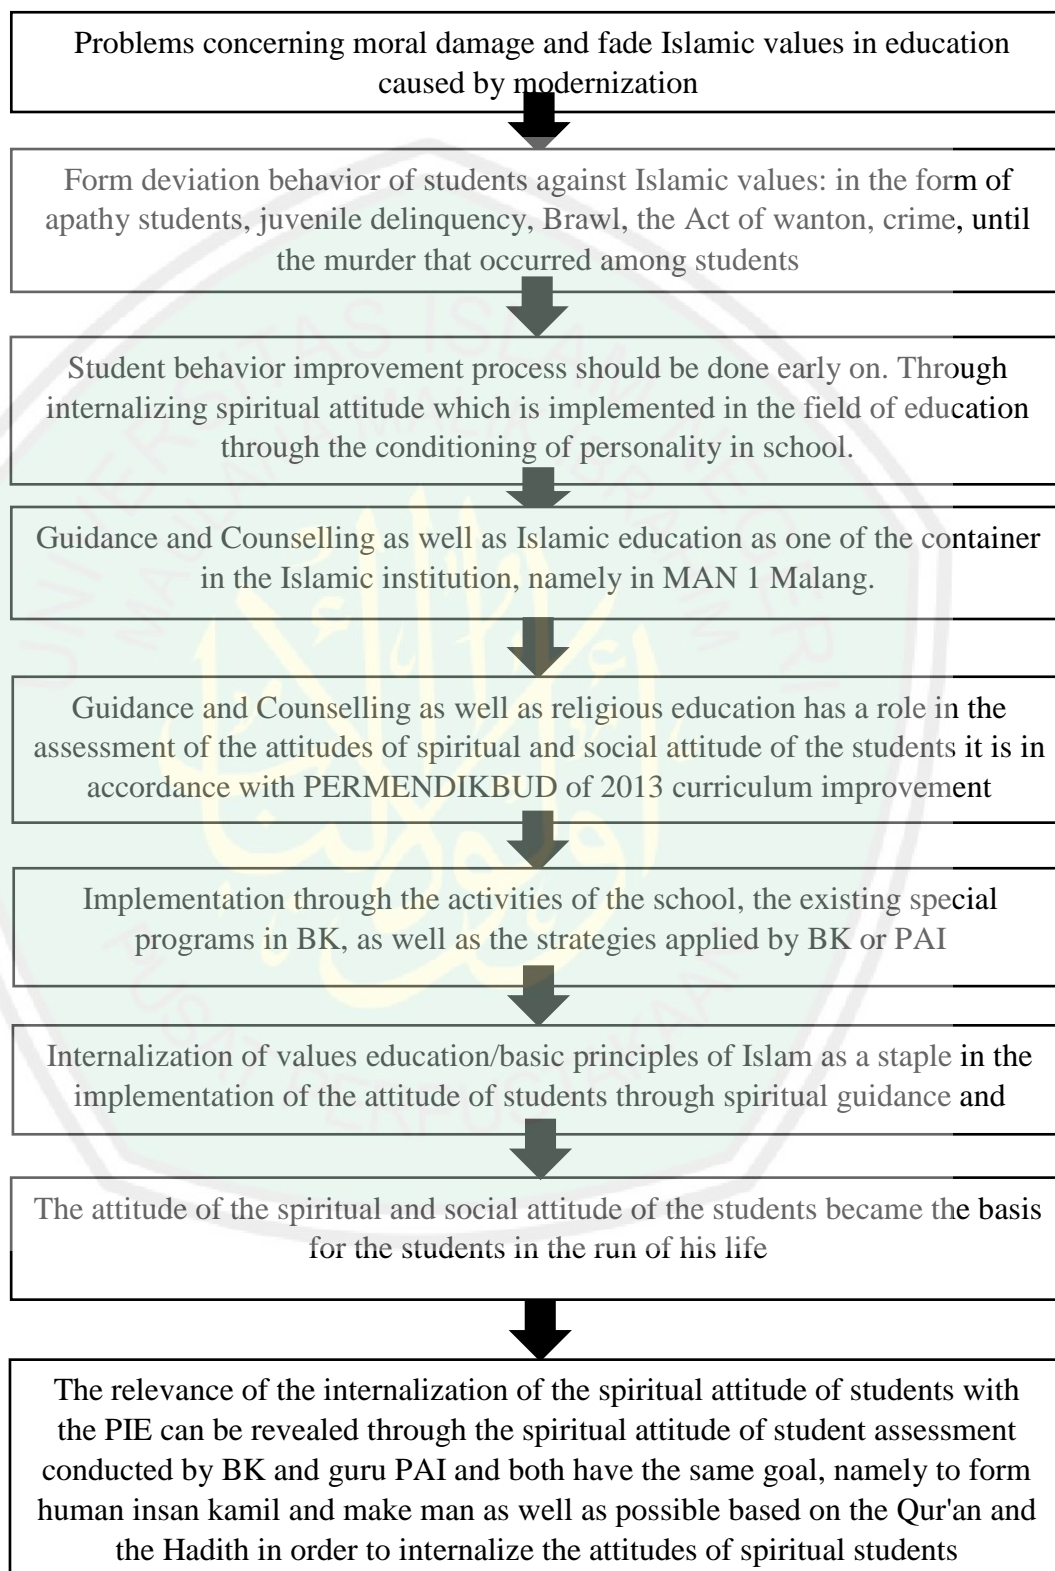 Problems concerning moral damage and fade Islamic values in education
caused by modernization
Form deviation behavior of students against Islamic values: in the form of
apathy students, juvenile delinquency, Brawl, the Act of wanton, crime, until
the murder that occurred among students
Student behavior improvement process should be done early on. Through
internalizing spiritual attitude which is implemented in the field of education
through the conditioning of personality in school.
Guidance and Counselling as well as Islamic education as one of the container
in the Islamic institution, namely in MAN 1 Malang.
Guidance and Counselling as well as religious education has a role in the
assessment of the attitudes of spiritual and social attitude of the students it is in
accordance with PERMENDIKBUD of 2013 curriculum improvement
Implementation through the activities of the school, the existing special
programs in BK, as well as the strategies applied by BK or PAI
Internalization of values education/basic principles of Islam as a staple in the
implementation of the attitude of students through spiritual guidance and
The attitude of the spiritual and social attitude of the students became the basis
for the students in the run of his life
The relevance of the internalization of the spiritual attitude of students with
the PIE can be revealed through the spiritual attitude of student assessment
conducted by BK and guru PAI and both have the same goal, namely to form
human insan kamil and make man as well as possible based on the Qur'an and
the Hadith in order to internalize the attitudes of spiritual students
UNIVERSITAS ISLAM NEGERI
MAULANA MALIK IBRAHIM
PUSAT PERPUSTAKAAN